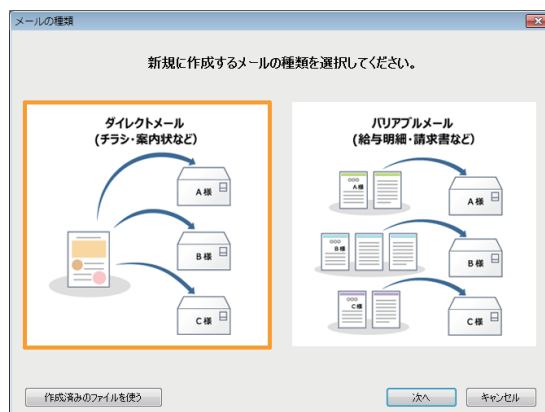 メールの種類
新規に作成するメールの種類を選択してください。
ダイレクトメール
(チラシ・案内状など)
A 様
B 様
C 様
バリアブルメール
(給与明細・請求書など)
○○○
A 様
A 様
○○○
B 様
B 様
○○○
C 様
C 様
作成済みのファイルを使う
次へ
キャンセル